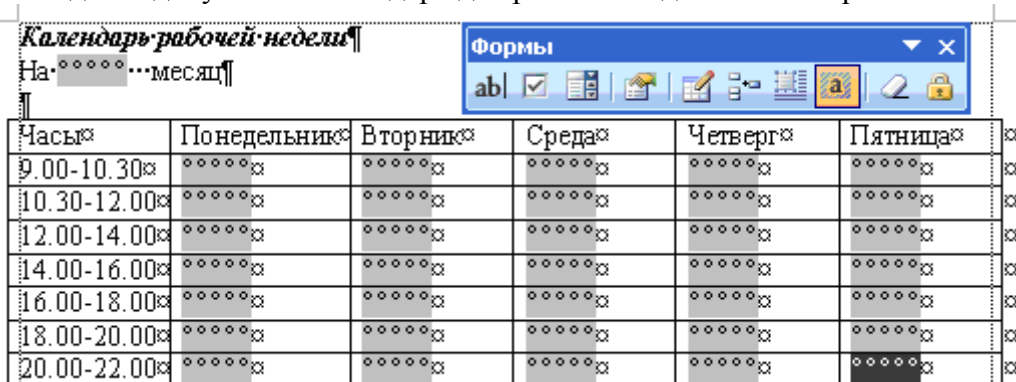 Календарь·рабочей·недели¶
Формы
На·°°°°°···месяц¶
ab|
a
¶
Часы¤ Понедельник¤ Вторник¤ Среда¤ Четверг¤ Пятница¤ ¤
9.00-10.30¤ °°°°°¤ °°°°°¤ °°°°°¤ °°°°°¤ °°°°°¤ ¤
10.30-12.00¤ °°°°°¤ °°°°°¤ °°°°°¤ °°°°°¤ °°°°°¤ ¤
12.00-14.00¤ °°°°°¤ °°°°°¤ °°°°°¤ °°°°°¤ °°°°°¤ ¤
14.00-16.00¤ °°°°°¤ °°°°°¤ °°°°°¤ °°°°°¤ °°°°°¤ ¤
16.00-18.00¤ °°°°°¤ °°°°°¤ °°°°°¤ °°°°°¤ °°°°°¤ ¤
18.00-20.00¤ °°°°°¤ °°°°°¤ °°°°°¤ °°°°°¤ °°°°°¤ ¤
20.00-22.00¤ °°°°°¤ °°°°°¤ °°°°°¤ °°°°°¤ °°°°°¤ ¤